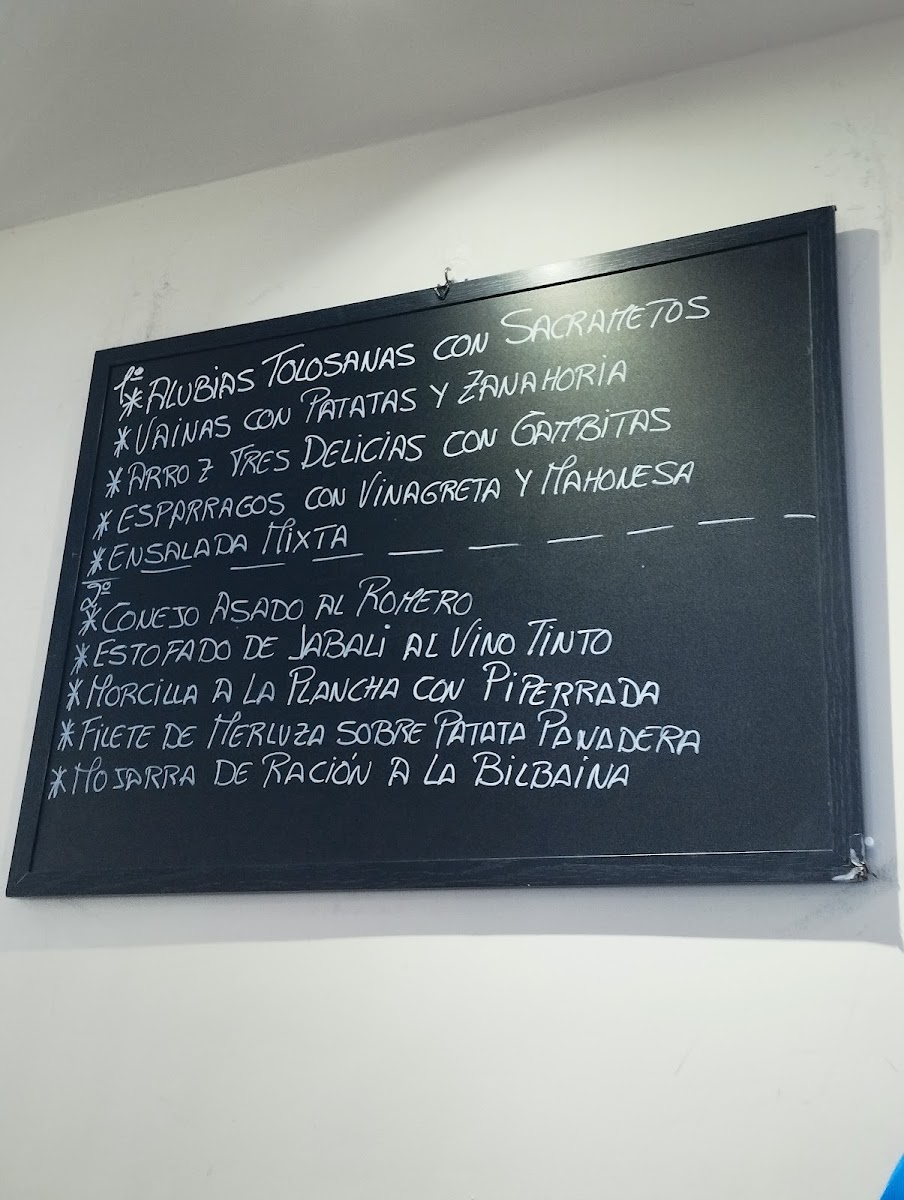 1º
* ALUBIAS TOLOSANAS CON SACRAMETOS
* VAINAS CON PATATAS Y ZANAHORIA
* ARROZ TRES DELICIAS CON GAMBITAS
* ESPARRAGOS CON VINAGRETA Y MAHONESA
* ENSALADA MIXTA
2º
* CONEJO ASADO AL ROMERO
* ESTOFADO DE JABALi AL VINO TINTO
* MORCILLA A LA PLANCHA CON PIPERRADA
* FILETE DE MERLUZA SOBRE PATATA PANADERA
* MOJARRA DE RACIÓN A LA BILBAINA